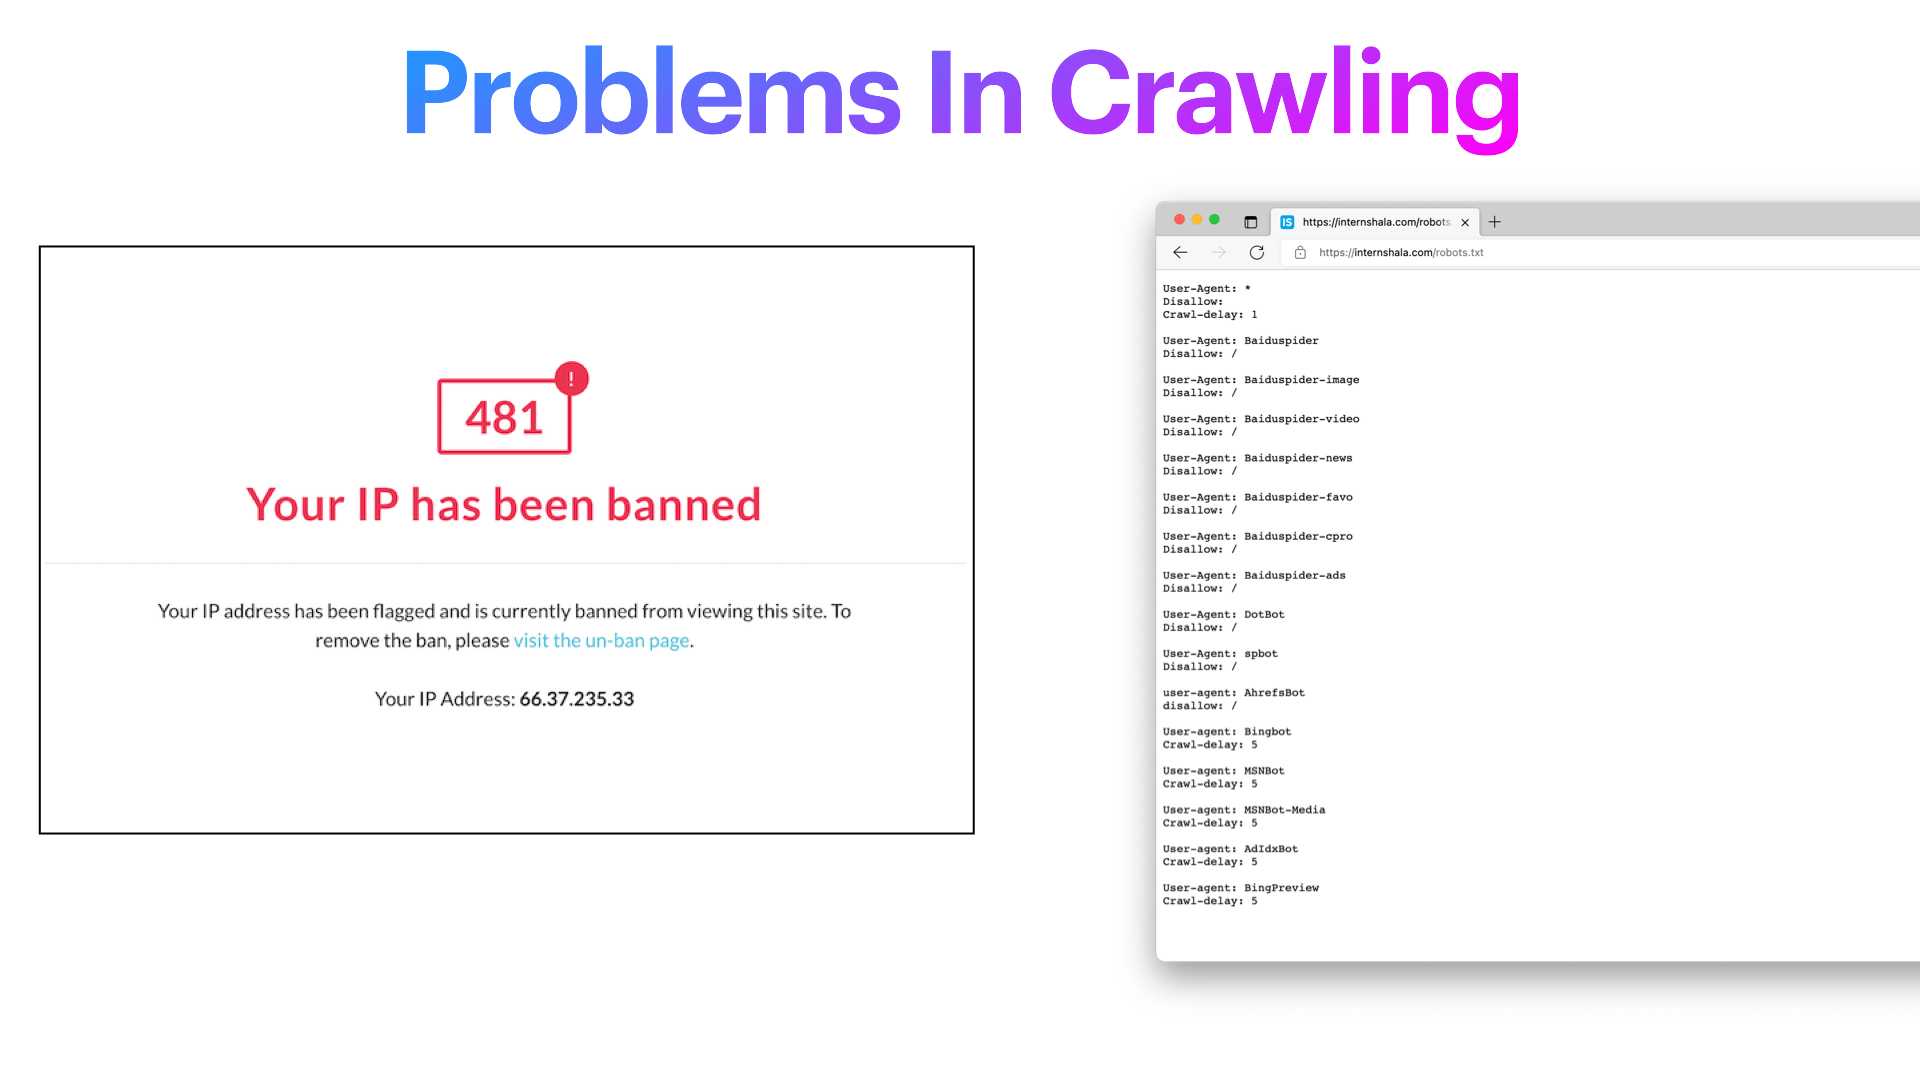 Problems In Crawling
!
481
Your IP has been banned
Your IP address has been flagged and is currently banned from viewing this site. To
remove the ban, please visit the un-ban page.
Your IP Address: 66.37.235.33
IS https://internshala.com/robots
https://internshala.com/robots.txt
User-Agent: *
Disallow:
Crawl-delay: 1
User-Agent: Baiduspider
Disallow: /
User-Agent: Baiduspider-image
Disallow: /
User-Agent: Baiduspider-video
Disallow: /
User-Agent: Baiduspider-news
Disallow: /
User-Agent: Baiduspider-favo
Disallow: /
User-Agent: Baiduspider-cpro
Disallow: /
User-Agent: Baiduspider-ads
Disallow: /
User-Agent: DotBot
Disallow: /
User-Agent: spbot
Disallow: /
user-agent: AhrefsBot
disallow: /
User-agent: Bingbot
Crawl-delay: 5
User-agent: MSNBot
Crawl-delay: 5
User-agent: MSNBot-Media
Crawl-delay: 5
User-agent: AdIdxBot
Crawl-delay: 5
User-agent: BingPreview
Crawl-delay: 5